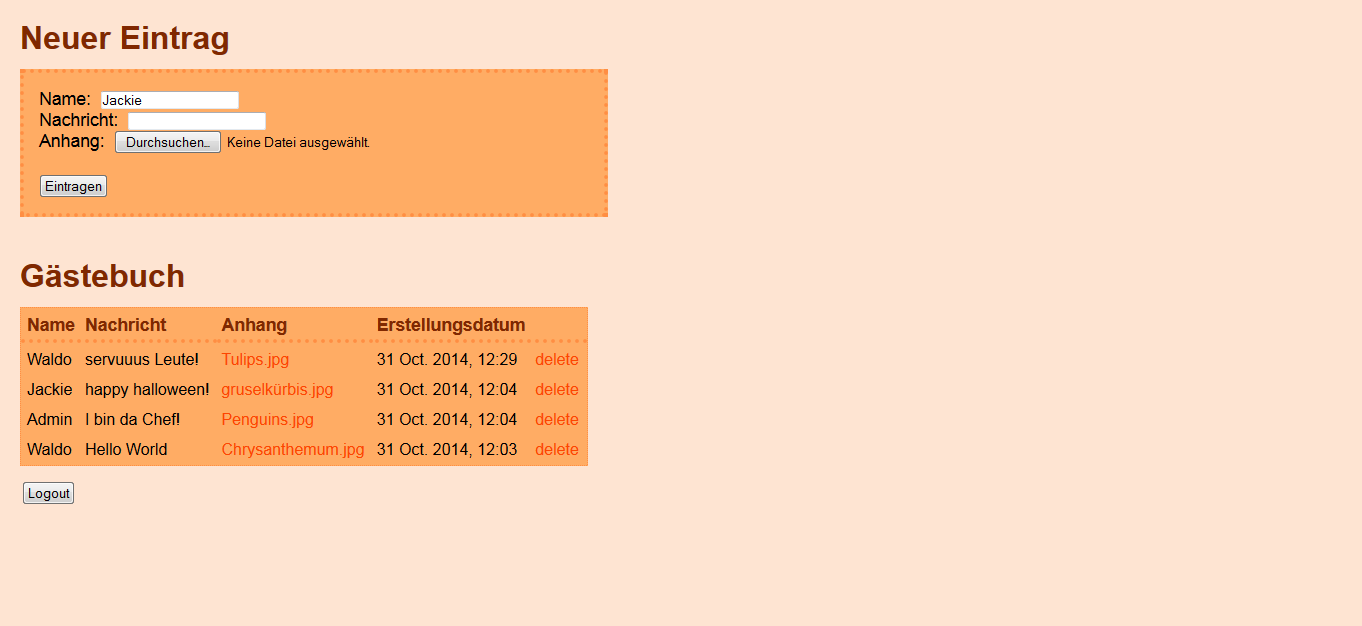 Neuer Eintrag
Name: Jackie
Nachricht:
Anhang: Durchsuchen… Keine Datei ausgewählt.
Eintragen
Gästebuch
Name Nachricht Anhang Erstellungsdatum
Waldo servuuus Leute! Tulips.jpg 31 Oct. 2014, 12:29 delete
Jackie happy halloween! gruselkürbis.jpg 31 Oct. 2014, 12:04 delete
Admin I bin da Chef! Penguins.jpg 31 Oct. 2014, 12:04 delete
Waldo Hello World Chrysanthemum.jpg 31 Oct. 2014, 12:03 delete
Logout